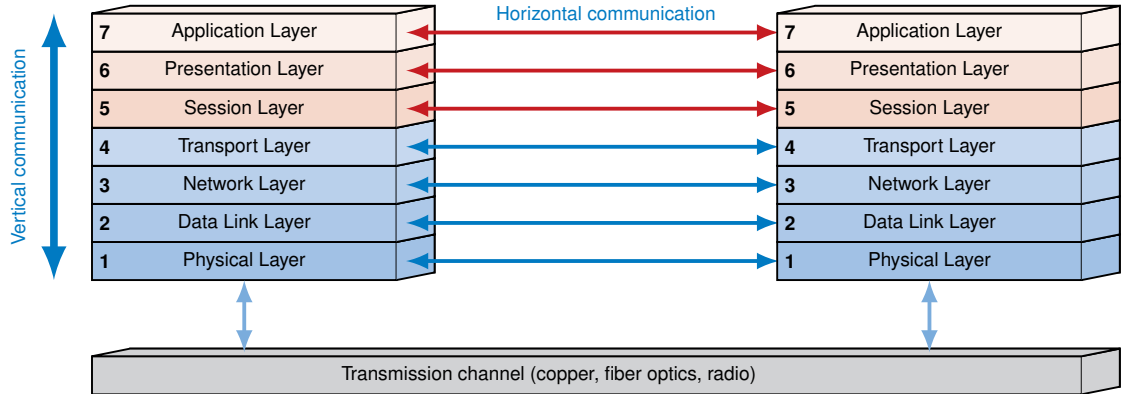 Horizontal communication
Vertical communication
7 Application Layer
6 Presentation Layer
5 Session Layer
4 Transport Layer
3 Network Layer
2 Data Link Layer
1 Physical Layer
7 Application Layer
6 Presentation Layer
5 Session Layer
4 Transport Layer
3 Network Layer
2 Data Link Layer
1 Physical Layer
Transmission channel (copper, fiber optics, radio)